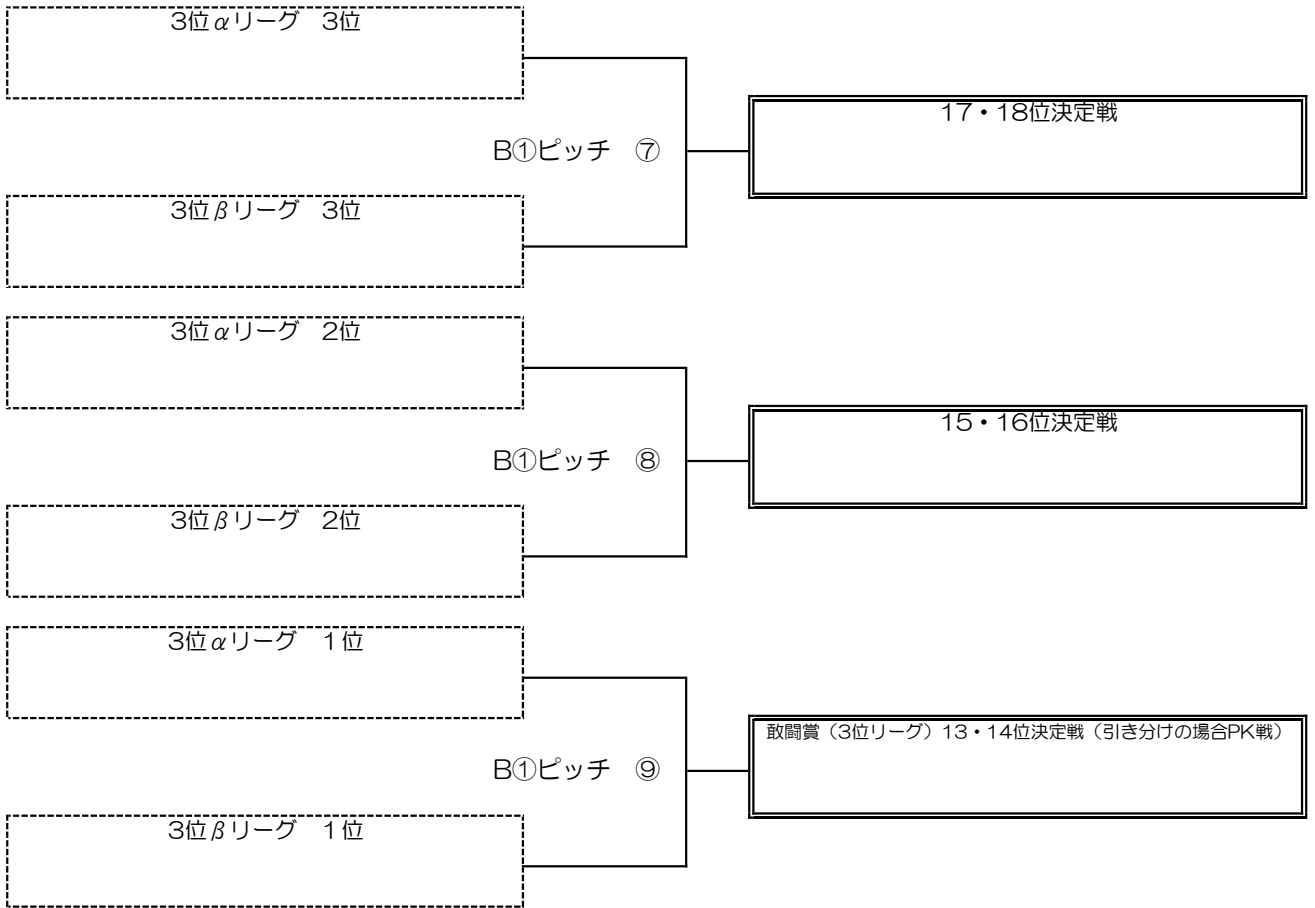 3位αリーグ　3位
17・18位決定戦
B①ピッチ　⑦
3位βリーグ　3位
3位αリーグ　2位
15・16位決定戦
B①ピッチ　⑧
3位βリーグ　2位
3位αリーグ　１位
敢闘賞（3位リーグ）13・14位決定戦（引き分けの場合PK戦）
B①ピッチ　⑨
3位βリーグ　１位